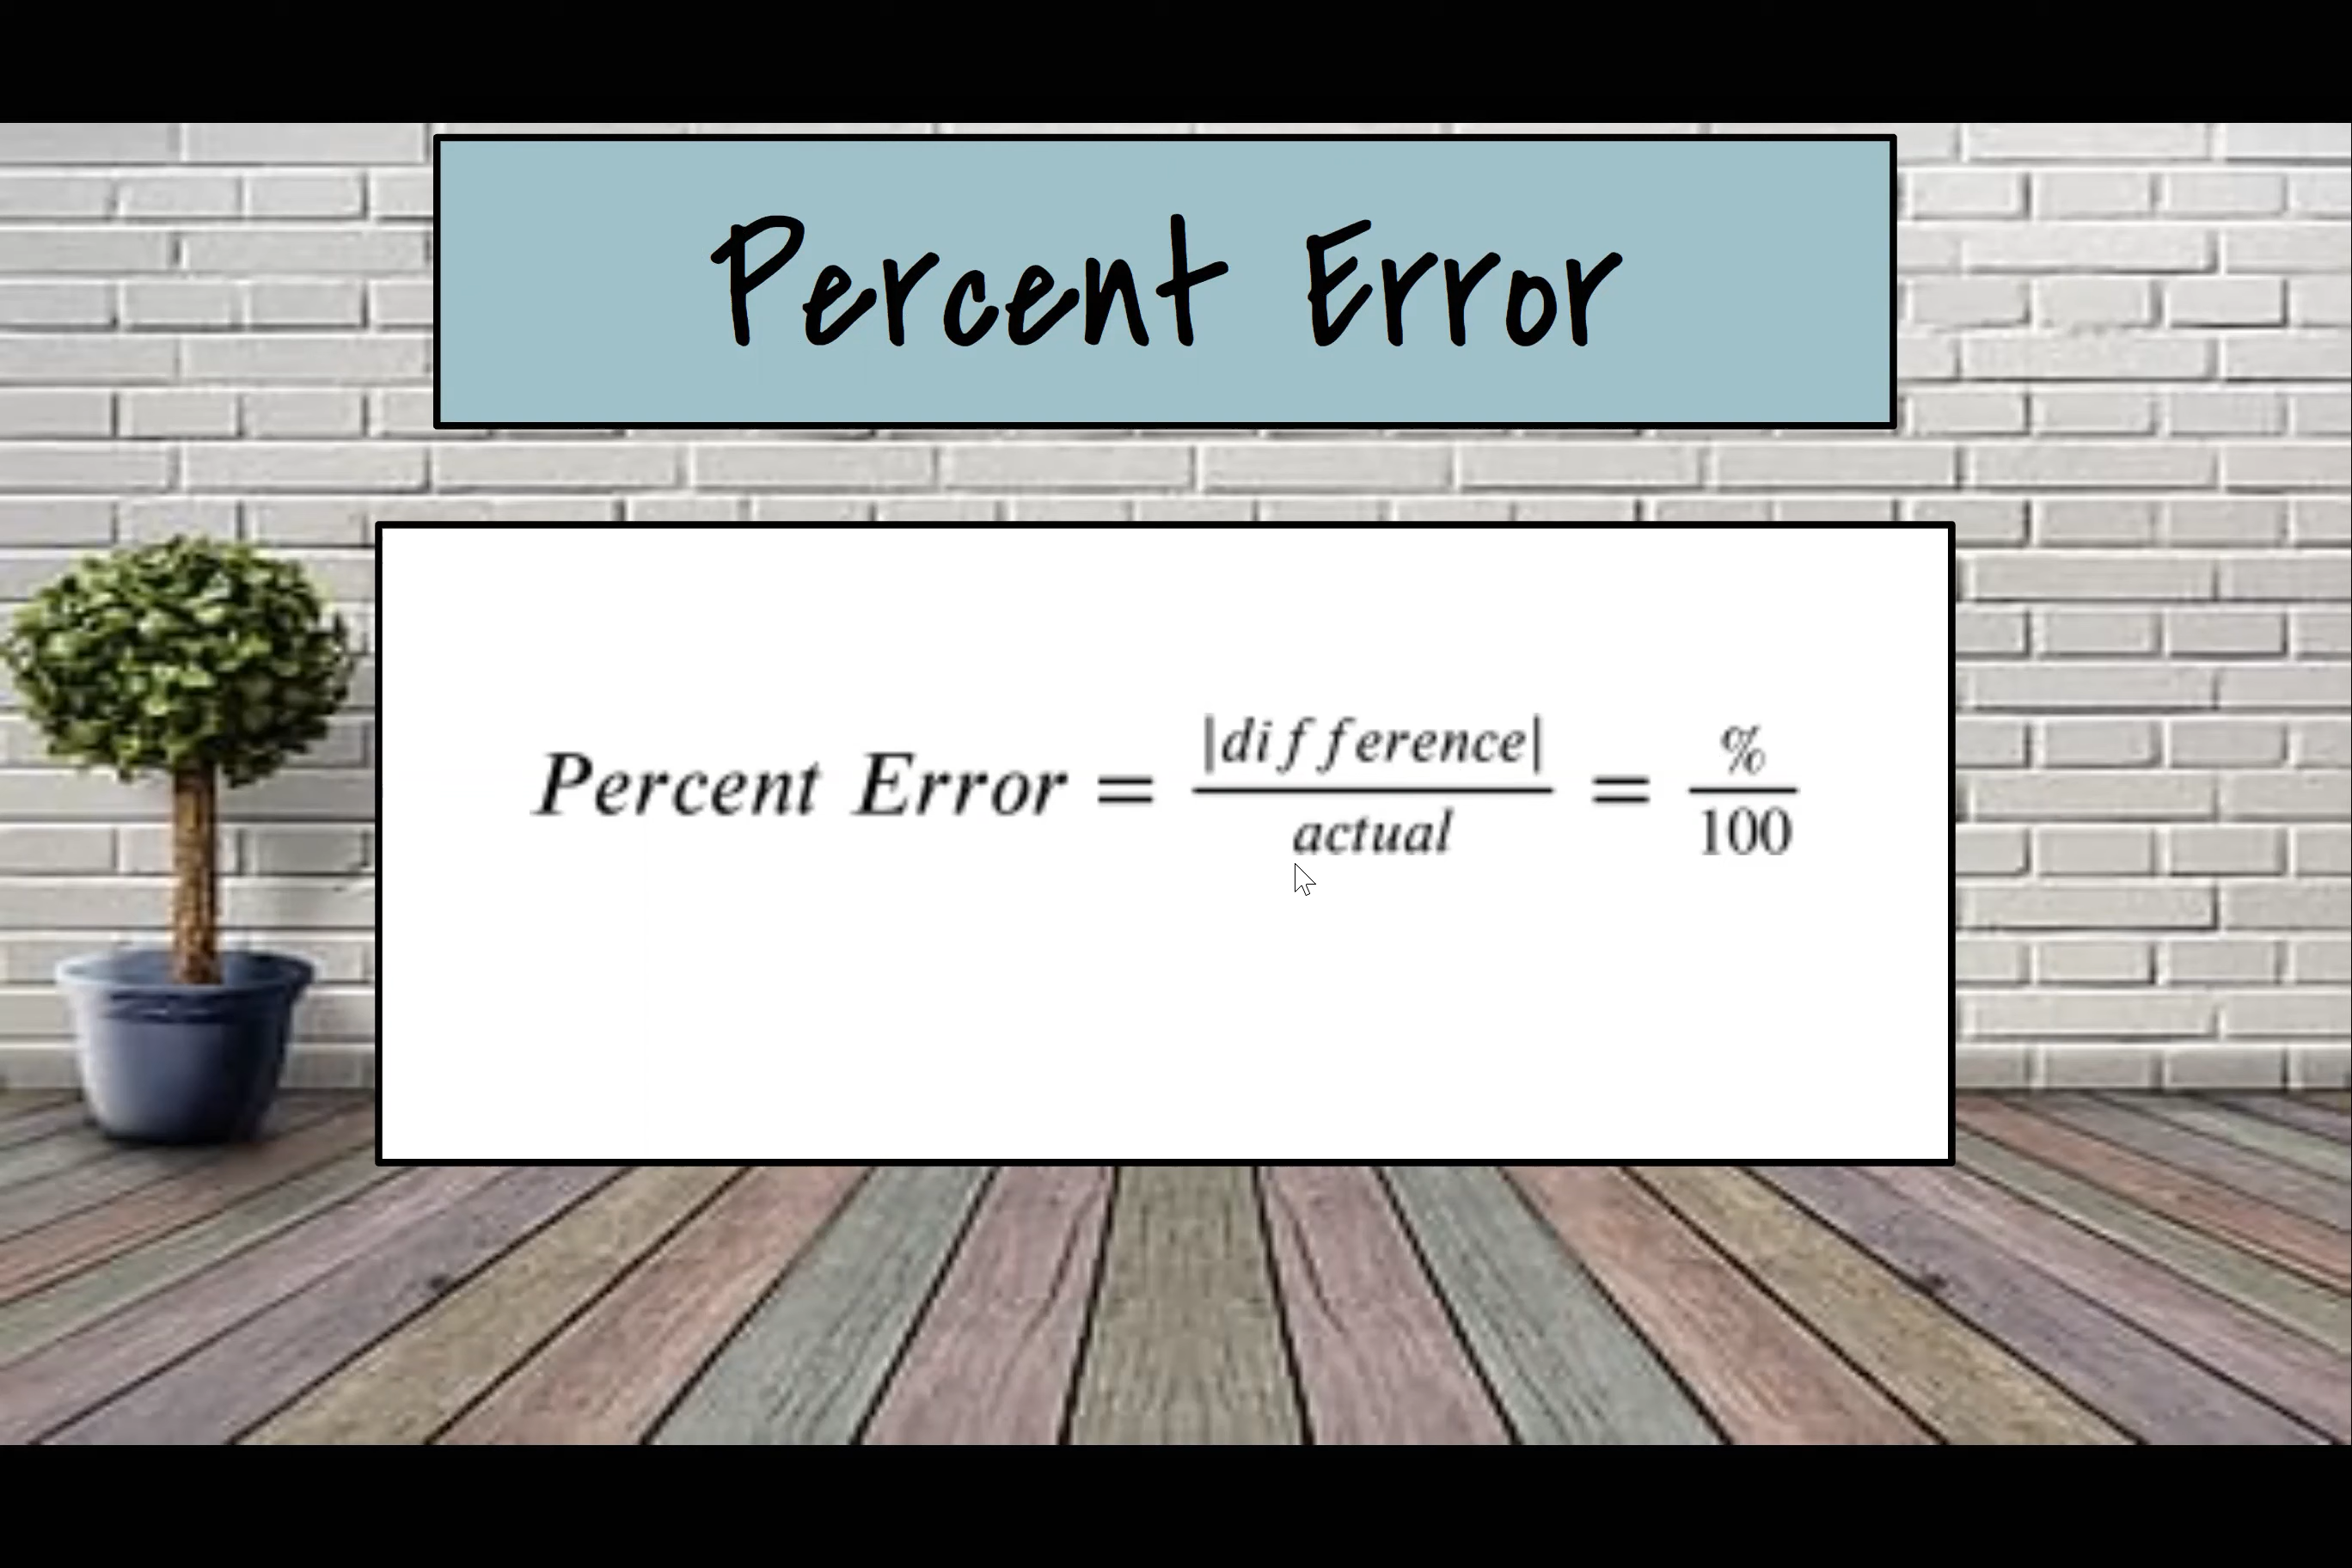 Percent Error
Percent Error = |difference| / actual = % / 100